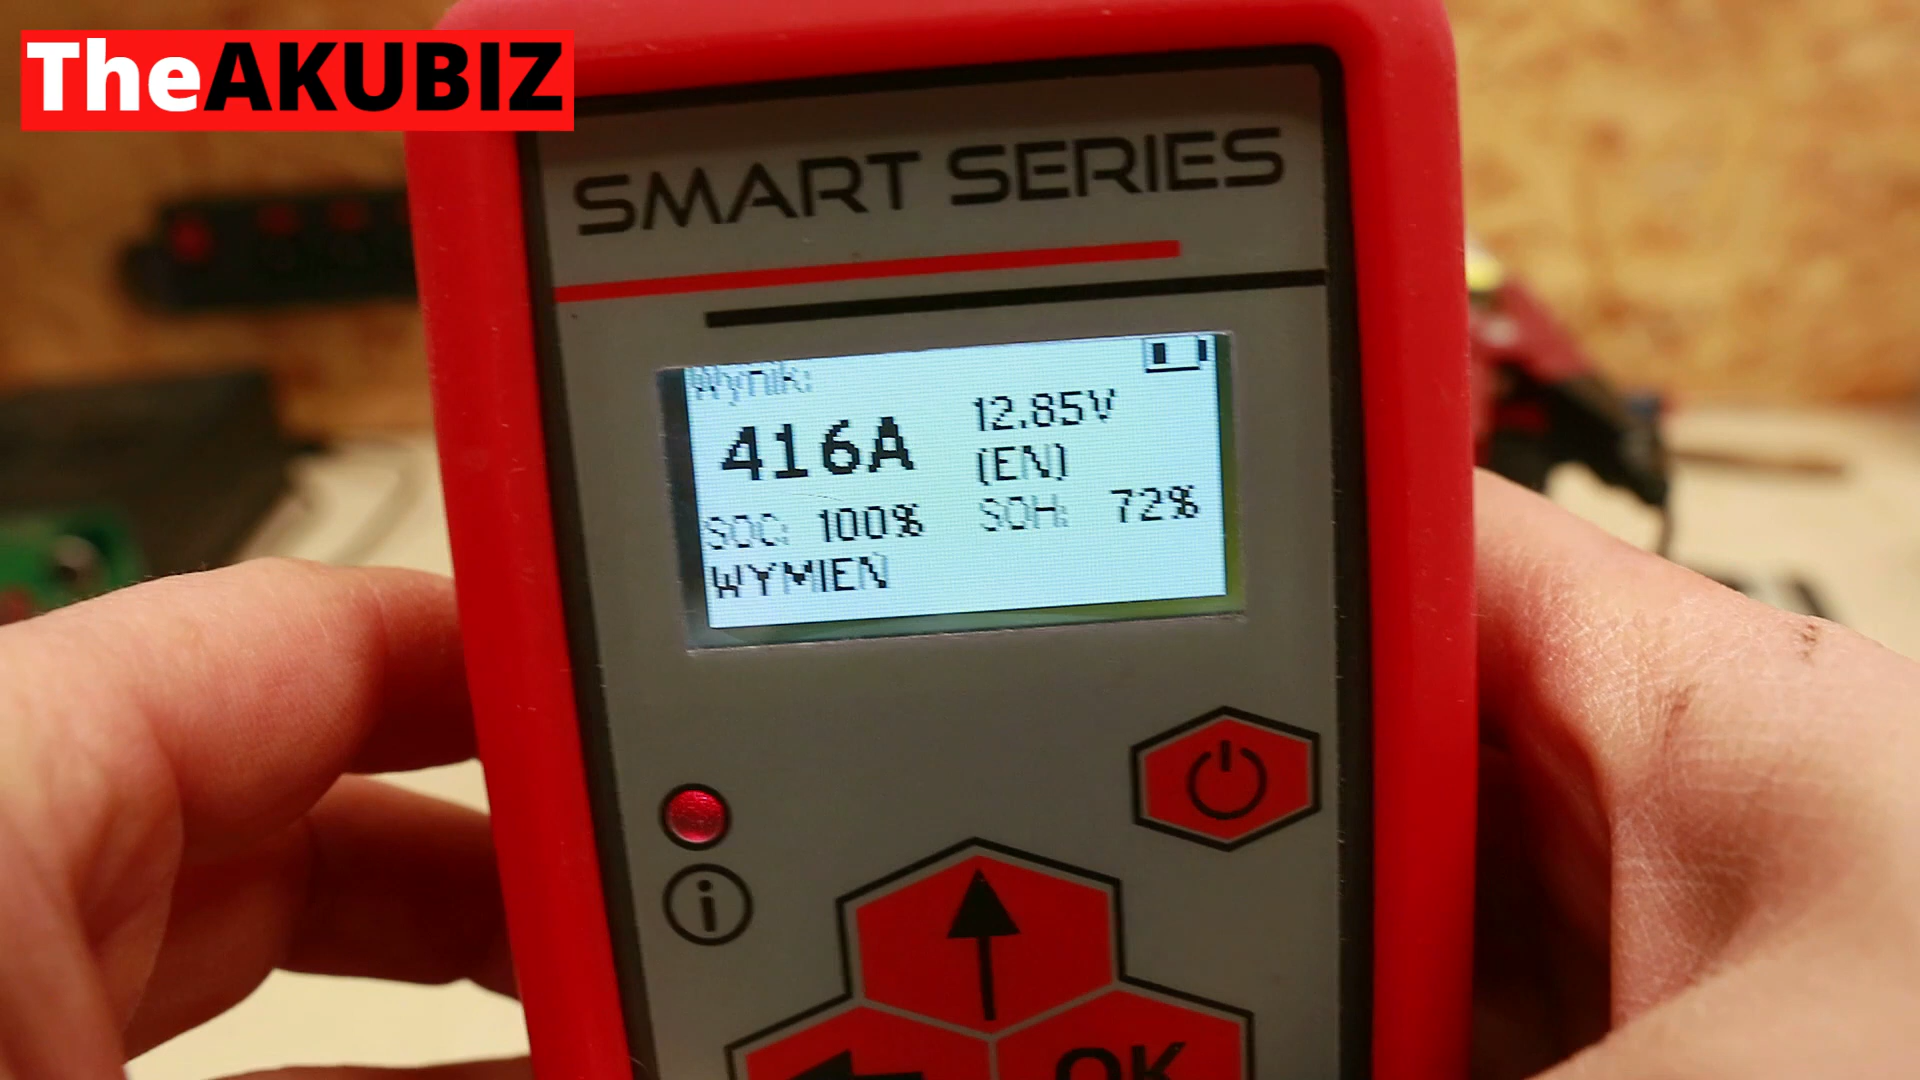 TheAKUBIZ
SMART SERIES
Wynik:
416A 12.85V
(EN)
SOC: 100% SOH: 72%
WYMIEN
i
OK